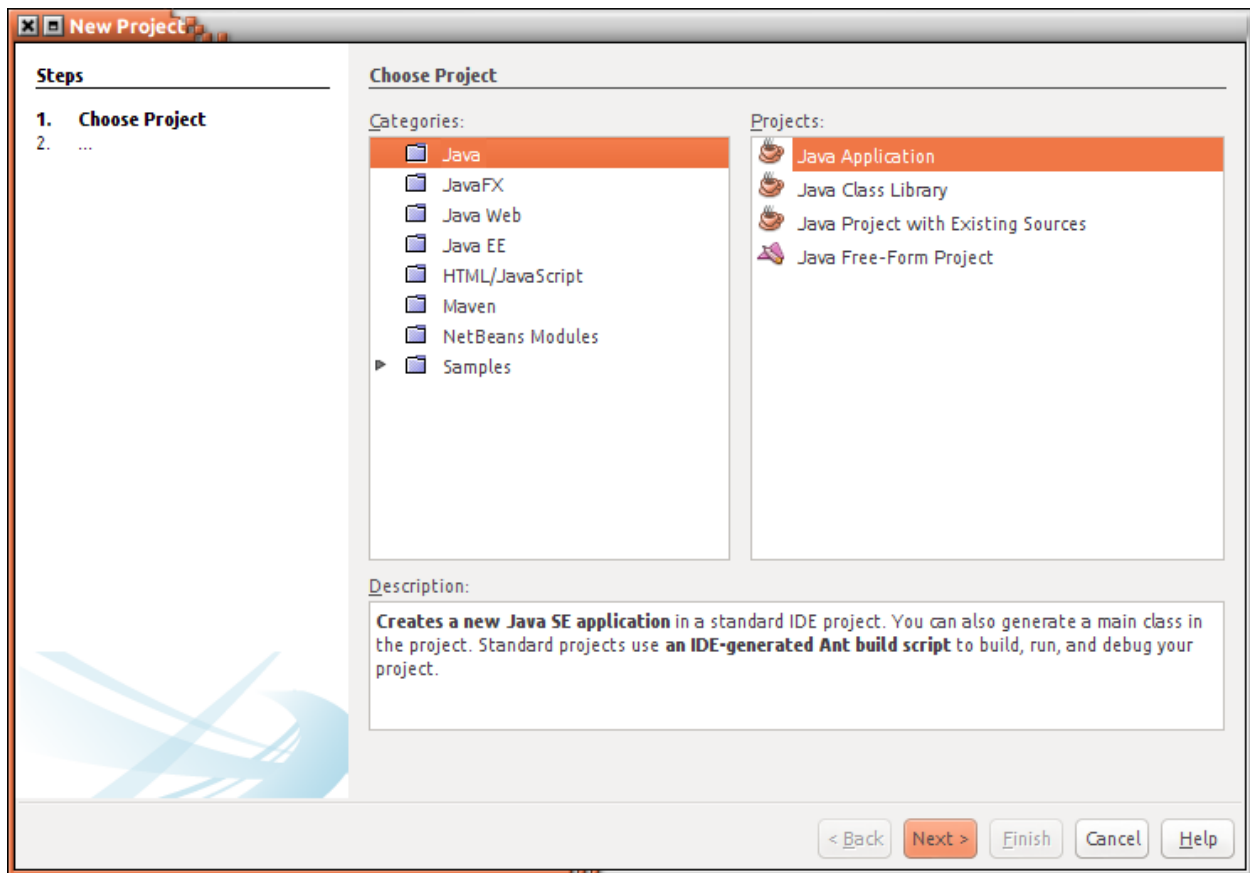 New Project
Steps
1. Choose Project
2. ...
Choose Project
Categories:
Java
JavaFX
Java Web
Java EE
HTML/JavaScript
Maven
NetBeans Modules
Samples
Projects:
Java Application
Java Class Library
Java Project with Existing Sources
Java Free-Form Project
Description:
Creates a new Java SE application in a standard IDE project. You can also generate a main class in
the project. Standard projects use an IDE-generated Ant build script to build, run, and debug your
project.
< Back Next > Finish Cancel Help